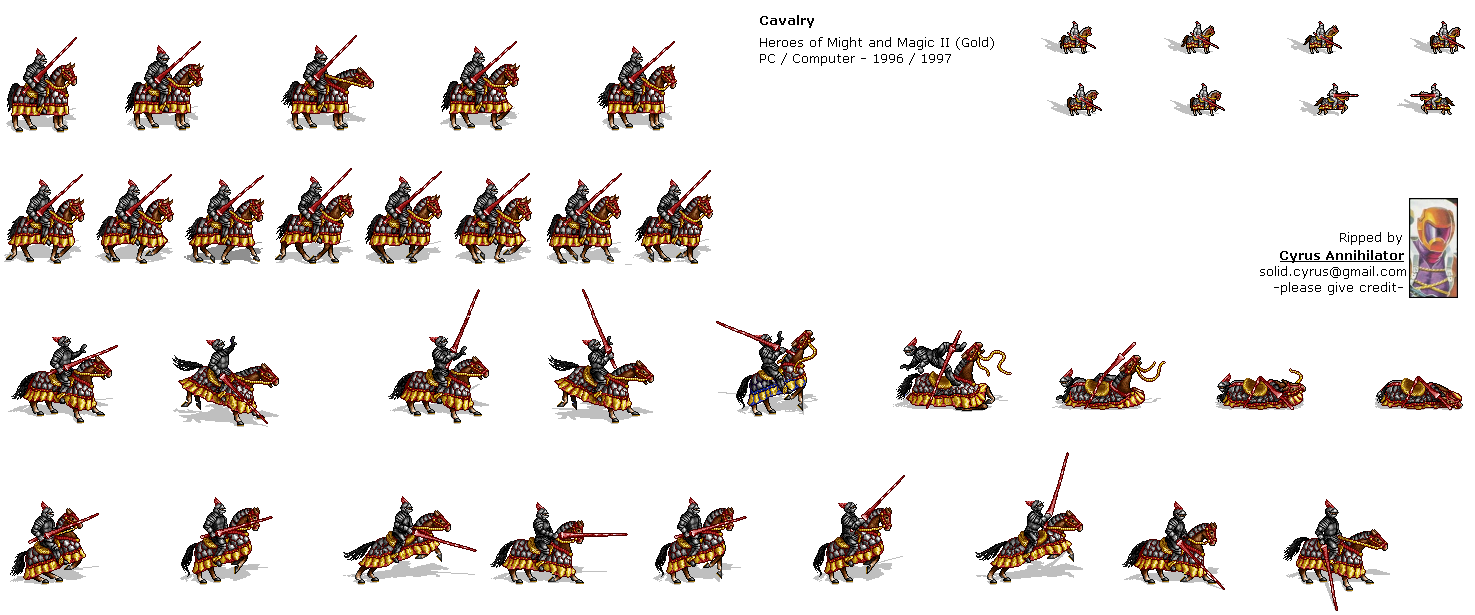 Cavalry
Heroes of Might and Magic II (Gold)
PC / Computer - 1996 / 1997
Ripped by
Cyrus Annihilator
solid.cyrus@gmail.com
-please give credit-